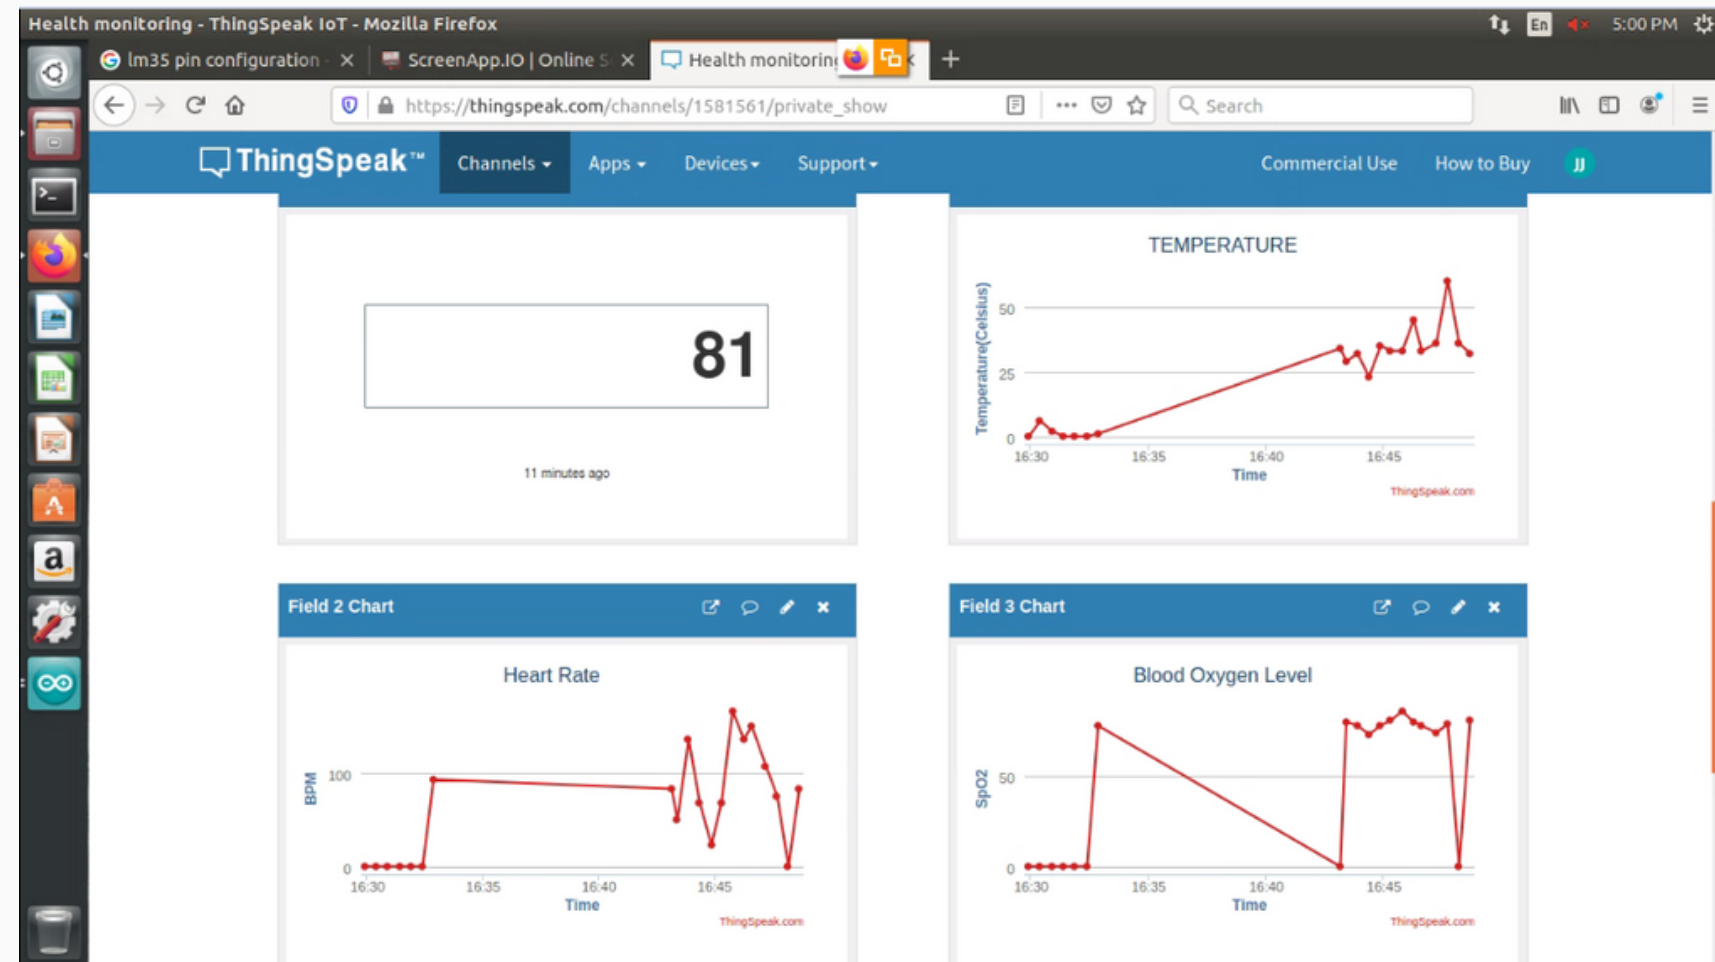 Health monitoring - ThingSpeak IoT - Mozilla Firefox
En
5:00 PM
lm35 pin configuration -
ScreenApp.IO | Online S
Health monitoring
https://thingspeak.com/channels/1581561/private_show
Search
ThingSpeak™
Channels
Apps
Devices
Support
Commercial Use
How to Buy
JJ
81
11 minutes ago
TEMPERATURE
Temperature(Celsius)
50
25
0
16:30
16:35
16:40
16:45
Time
ThingSpeak.com
Field 2 Chart
Heart Rate
BPM
100
0
16:30
16:35
16:40
16:45
Time
ThingSpeak.com
Field 3 Chart
Blood Oxygen Level
SpO2
50
0
16:30
16:35
16:40
16:45
Time
ThingSpeak.com